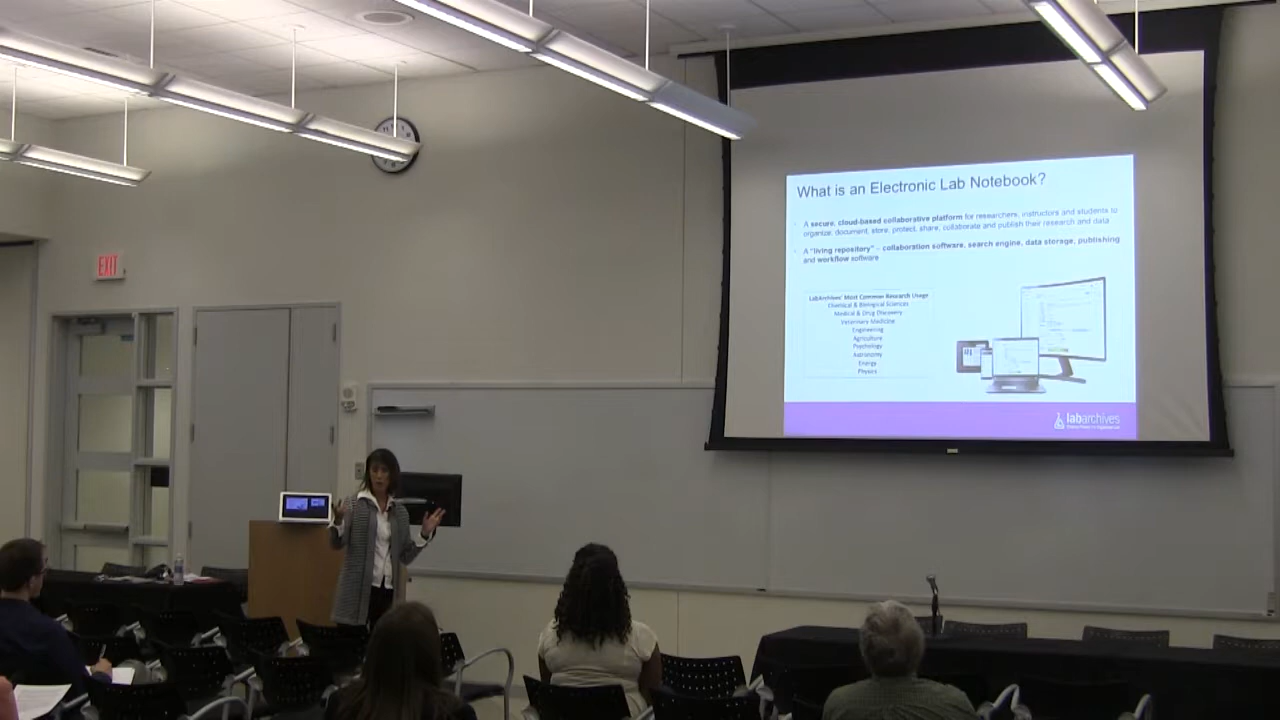 What is an Electronic Lab Notebook?
A secure, cloud-based collaborative platform for researchers, instructors and students to
organize, document, store, protect, share, collaborate and publish their research and data
A "living repository" – collaboration software, search engine, data storage, publishing
and workflow software
LabArchives' Most Common Research Usage
Chemical & Biological Sciences
Medical & Drug Discovery
Veterinary Medicine
Engineering
Agriculture
Psychology
Astronomy
Energy
Physics
labarchives
EXIT